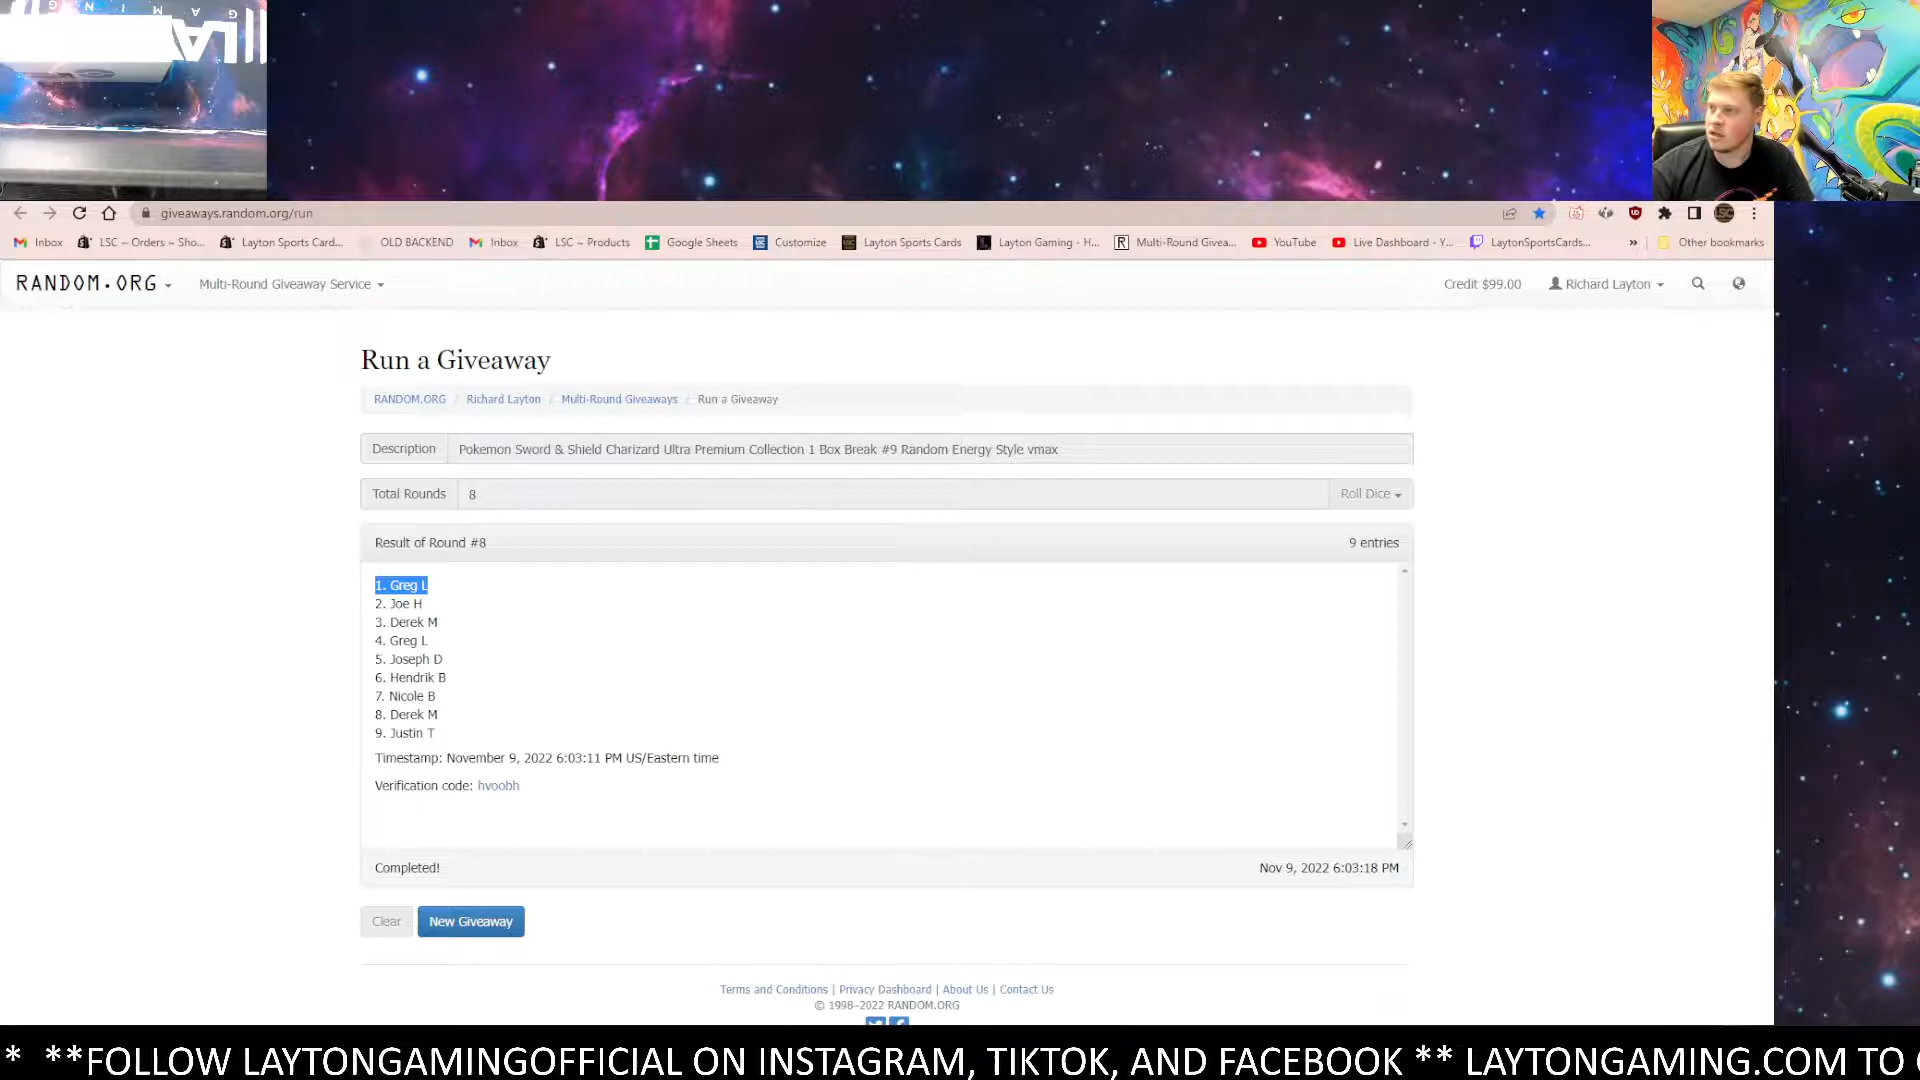 GAMING
LA
giveaways.random.org/run
Inbox LSC ~ Orders ~ Sho... Layton Sports Card... OLD BACKEND Inbox LSC ~ Products Google Sheets Customize Layton Sports Cards Layton Gaming - H... Multi-Round Givea... YouTube Live Dashboard - Y... LaytonSportsCards... » Other bookmarks
RANDOM.ORG Multi-Round Giveaway Service Credit $99.00 Richard Layton
Run a Giveaway
RANDOM.ORG / Richard Layton / Multi-Round Giveaways / Run a Giveaway
Description Pokemon Sword & Shield Charizard Ultra Premium Collection 1 Box Break #9 Random Energy Style vmax
Total Rounds 8 Roll Dice
Result of Round #8 9 entries
1. Greg L
2. Joe H
3. Derek M
4. Greg L
5. Joseph D
6. Hendrik B
7. Nicole B
8. Derek M
9. Justin T
Timestamp: November 9, 2022 6:03:11 PM US/Eastern time
Verification code: hvoobh
Completed! Nov 9, 2022 6:03:18 PM
Clear New Giveaway
Terms and Conditions | Privacy Dashboard | About Us | Contact Us
© 1998–2022 RANDOM.ORG
* **FOLLOW LAYTONGAMINGOFFICIAL ON INSTAGRAM, TIKTOK, AND FACEBOOK ** LAYTONGAMING.COM TO